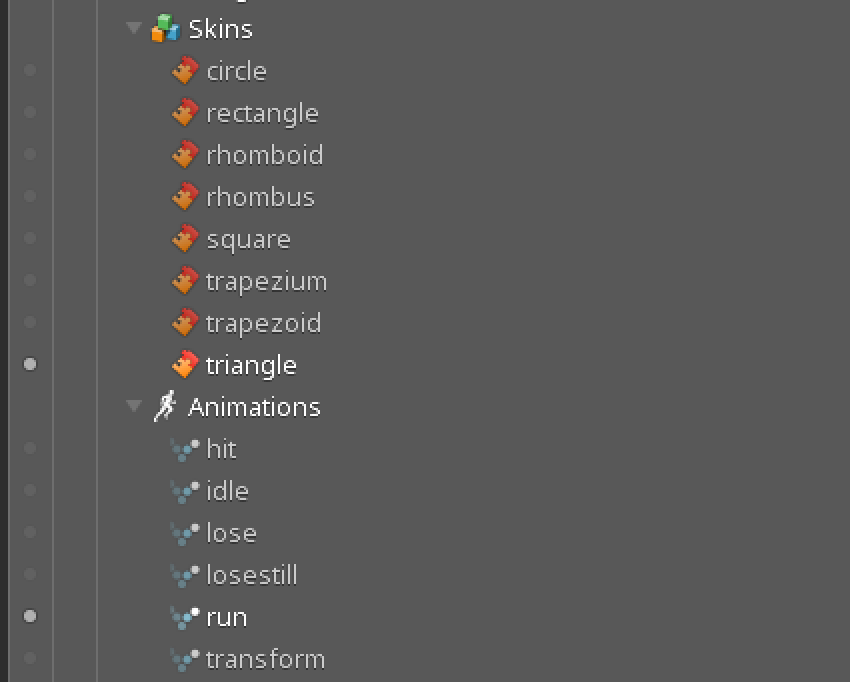 Skins
circle
rectangle
rhomboid
rhombus
square
trapezium
trapezoid
triangle
Animations
hit
idle
lose
losestill
run
transform